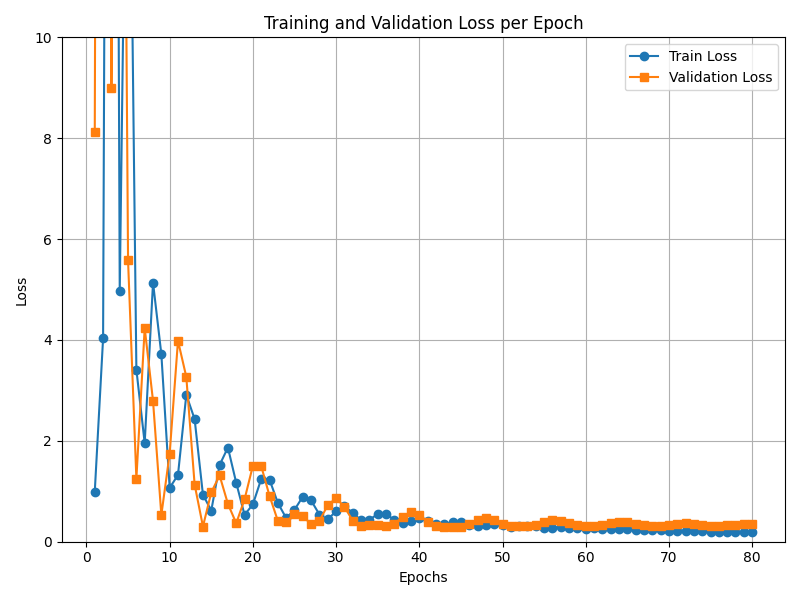 Training and Validation Loss per Epoch
Train Loss
Validation Loss
Loss
10
8
6
4
2
0
0 10 20 30 40 50 60 70 80
Epochs